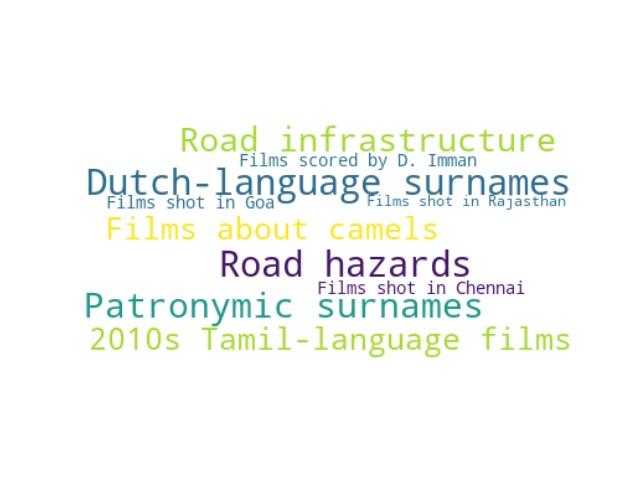 Road infrastructure
Films scored by D. Imman
Dutch-language surnames
Films shot in Goa
Films shot in Rajasthan
Films about camels
Road hazards
Films shot in Chennai
Patronymic surnames
2010s Tamil-language films